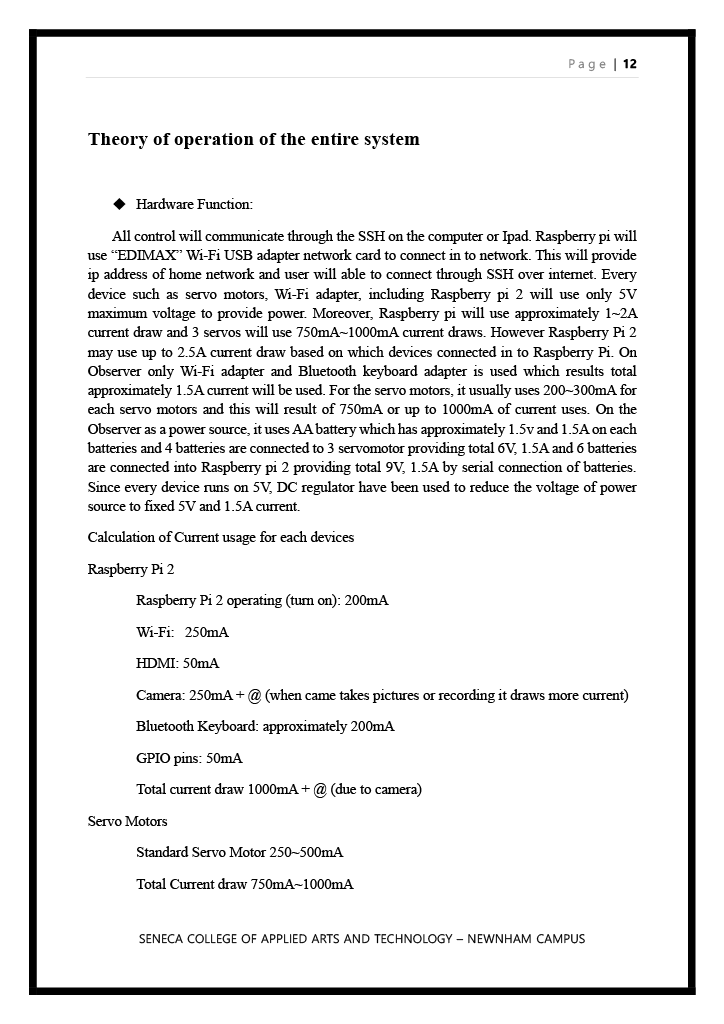 Page | 12
Theory of operation of the entire system
◆ Hardware Function:
All control will communicate through the SSH on the computer or Ipad. Raspberry pi will
use “EDIMAX” Wi-Fi USB adapter network card to connect in to network. This will provide
ip address of home network and user will able to connect through SSH over internet. Every
device such as servo motors, Wi-Fi adapter, including Raspberry pi 2 will use only 5V
maximum voltage to provide power. Moreover, Raspberry pi will use approximately 1~2A
current draw and 3 servos will use 750mA~1000mA current draws. However Raspberry Pi 2
may use up to 2.5A current draw based on which devices connected in to Raspberry Pi. On
Observer only Wi-Fi adapter and Bluetooth keyboard adapter is used which results total
approximately 1.5A current will be used. For the servo motors, it usually uses 200~300mA for
each servo motors and this will result of 750mA or up to 1000mA of current uses. On the
Observer as a power source, it uses AA battery which has approximately 1.5v and 1.5A on each
batteries and 4 batteries are connected to 3 servomotor providing total 6V, 1.5A and 6 batteries
are connected into Raspberry pi 2 providing total 9V, 1.5A by serial connection of batteries.
Since every device runs on 5V, DC regulator have been used to reduce the voltage of power
source to fixed 5V and 1.5A current.
Calculation of Current usage for each devices
Raspberry Pi 2
Raspberry Pi 2 operating (turn on): 200mA
Wi-Fi: 250mA
HDMI: 50mA
Camera: 250mA + @ (when came takes pictures or recording it draws more current)
Bluetooth Keyboard: approximately 200mA
GPIO pins: 50mA
Total current draw 1000mA + @ (due to camera)
Servo Motors
Standard Servo Motor 250~500mA
Total Current draw 750mA~1000mA
SENECA COLLEGE OF APPLIED ARTS AND TECHNOLOGY – NEWNHAM CAMPUS